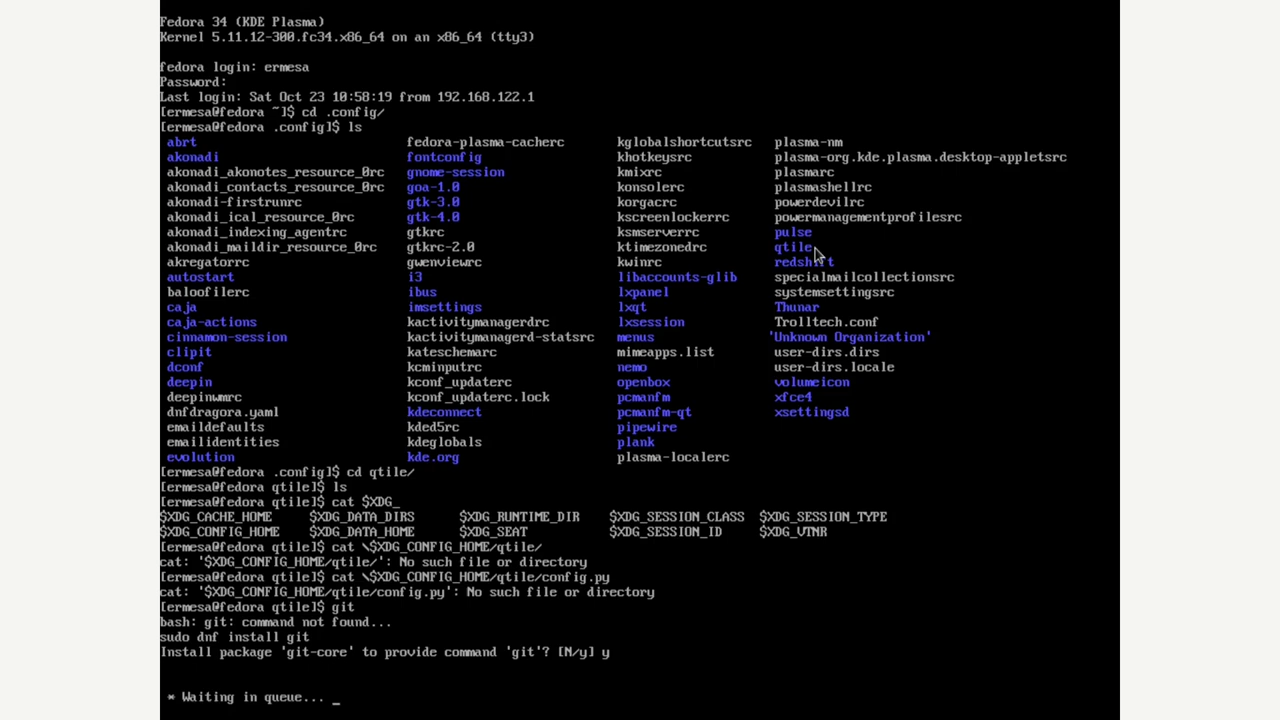 Fedora 34 (KDE Plasma)
Kernel 5.11.12-300.fc34.x86_64 on an x86_64 (tty3)
fedora login: ermesa
Password:
Last login: Sat Oct 23 10:58:19 from 192.168.122.1
[ermesa@fedora ~]$ cd .config/
[ermesa@fedora .config]$ ls
abrt fedora-plasma-cacherc kglobalshortcutsrc plasma-nm
akonadi fontconfig khotkeysrc plasma-org.kde.plasma.desktop-appletsrc
akonadi_akonotes_resource_0rc gnome-session kmixrc plasmarc
akonadi_contacts_resource_0rc goa-1.0 konsolerc plasmashellrc
akonadi-firstrunrc gtk-3.0 korgacrc powerdevilrc
akonadi_ical_resource_0rc gtk-4.0 kscreenlockerrc powermanagementprofilesrc
akonadi_indexing_agentrc gtkrc ksmserverrc pulse
akonadi_maildir_resource_0rc gtkrc-2.0 ktimezonedrc qtile
akregatorrc gwenviewrc kwinrc redshift
autostart i3 libaccounts-glib specialmailcollectionsrc
baloofilerc ibus lxpanel systemsettingsrc
caja imsettings lxqt Thunar
caja-actions kactivitymanagerdrc lxsession Trolltech.conf
cinnamon-session kactivitymanagerd-statsrc menus 'Unknown Organization'
clipit kateschemarc mimeapps.list user-dirs.dirs
dconf kcminputrc nemo user-dirs.locale
deepin kconf_updaterc openbox volumeicon
deepinwmrc kconf_updaterc.lock pcmanfm xfce4
dnfdragora.yaml kdeconnect pcmanfm-qt xsettingsd
emaildefaults kded5rc pipewire
emailidentities kdeglobals plank
evolution kde.org plasma-localerc
[ermesa@fedora .config]$ cd qtile/
[ermesa@fedora qtile]$ ls
[ermesa@fedora qtile]$ cat $XDG_
$XDG_CACHE_HOME $XDG_DATA_DIRS $XDG_RUNTIME_DIR $XDG_SESSION_CLASS $XDG_SESSION_TYPE
$XDG_CONFIG_HOME $XDG_DATA_HOME $XDG_SEAT $XDG_SESSION_ID $XDG_VTNR
[ermesa@fedora qtile]$ cat \$XDG_CONFIG_HOME/qtile/
cat: '$XDG_CONFIG_HOME/qtile/': No such file or directory
[ermesa@fedora qtile]$ cat \$XDG_CONFIG_HOME/qtile/config.py
cat: '$XDG_CONFIG_HOME/qtile/config.py': No such file or directory
[ermesa@fedora qtile]$ git
bash: git: command not found...
sudo dnf install git
Install package 'git-core' to provide command 'git'? [N/y] y
* Waiting in queue... _